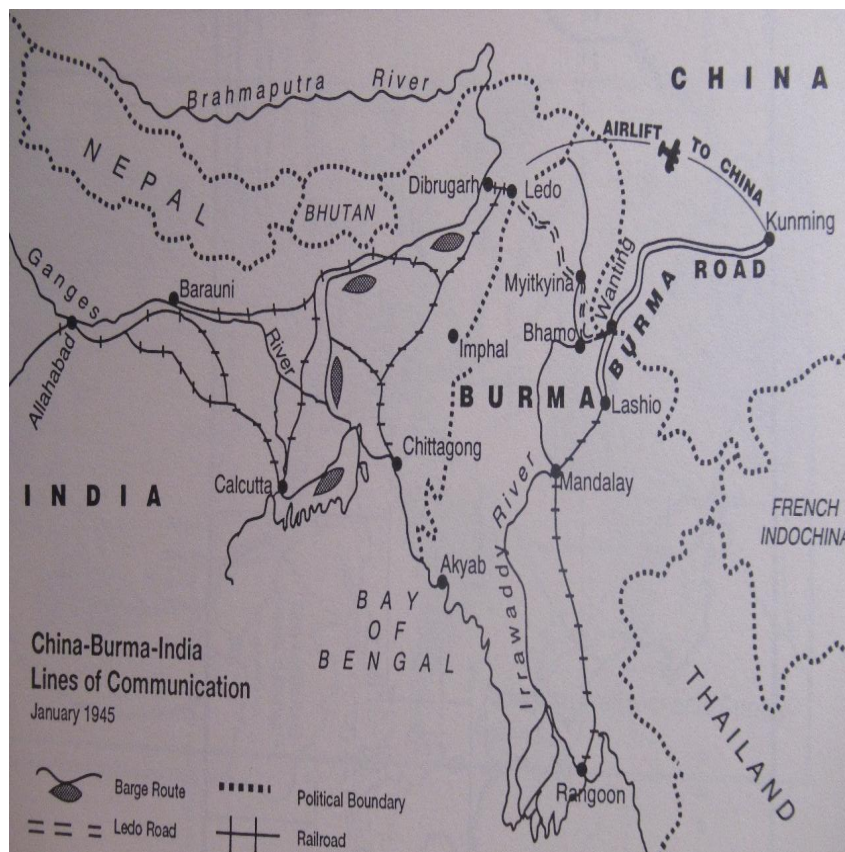 CHINA
Brahmaputra River
AIRLIFT TO CHINA
NEPAL
BHUTAN
Dibrugarh
Ledo
Kunming
Ganges
Barauni
Myitkyina
Wanting
BURMA ROAD
River
Bhamo
Imphal
Allahabad
BURMA
Lashio
Chittagong
Calcutta
Mandalay
INDIA
FRENCH
INDOCHINA
Irrawaddy River
Akyab
BAY
OF
BENGAL
China-Burma-India
Lines of Communication
January 1945
THAILAND
Rangoon
Barge Route
Political Boundary
Ledo Road
Railroad